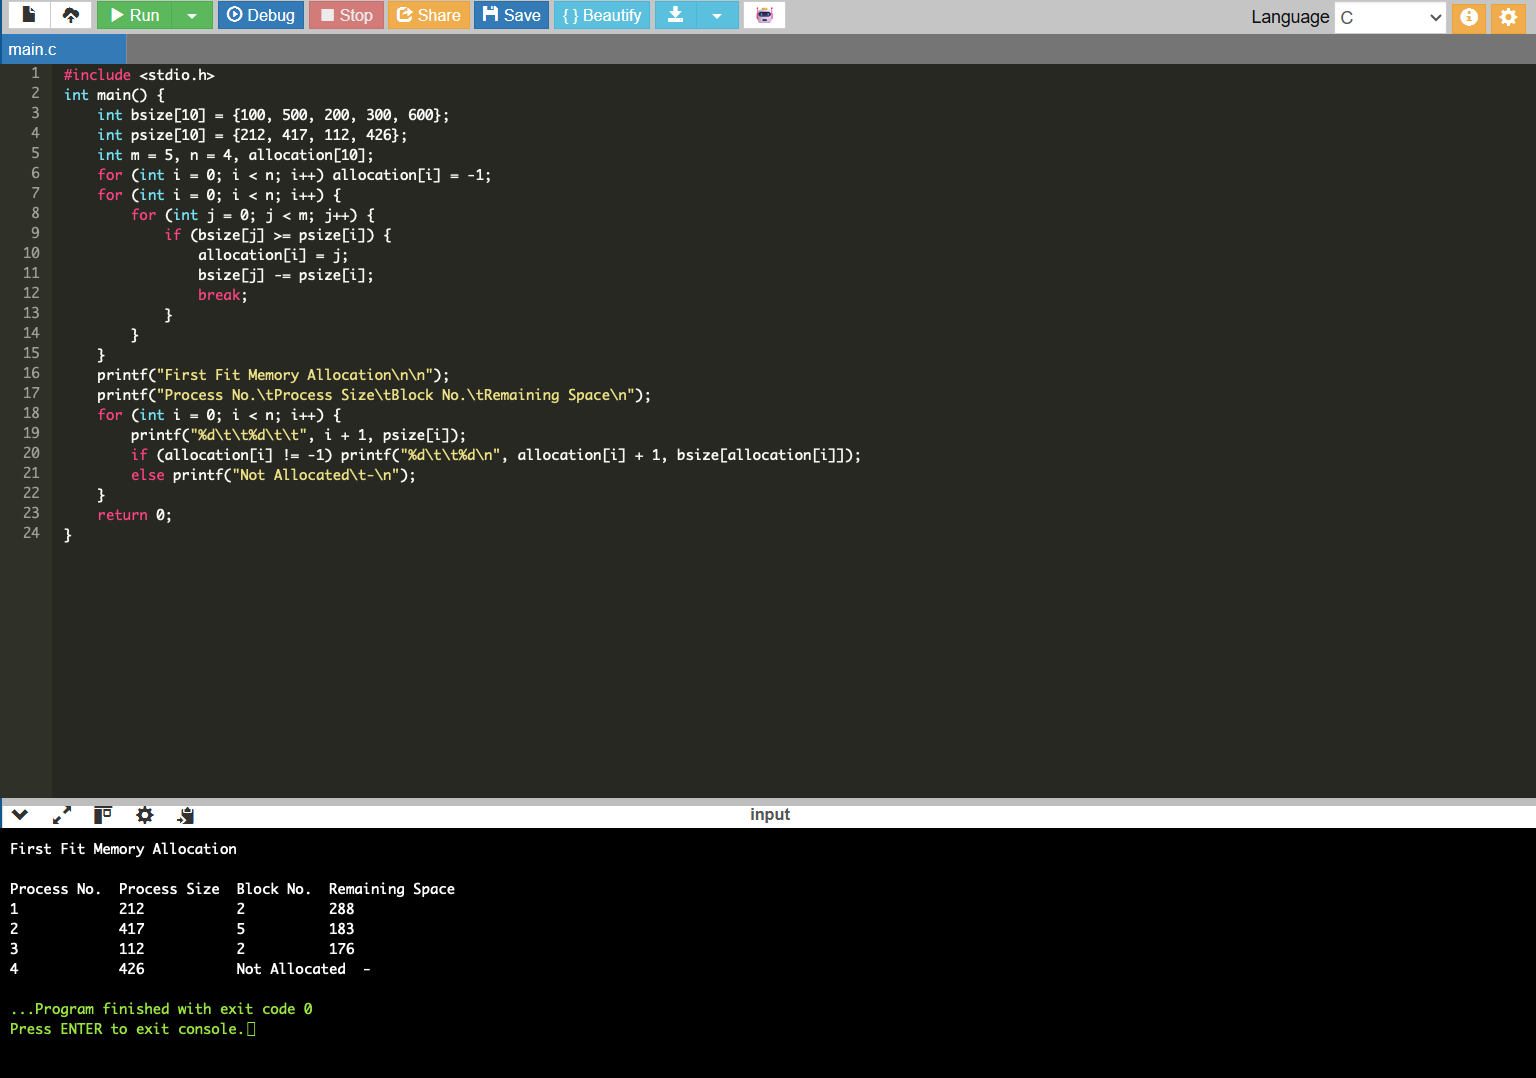 Run Debug Stop Share Save { } Beautify Language C
main.c
1 #include <stdio.h>
2 int main() {
3     int bsize[10] = {100, 500, 200, 300, 600};
4     int psize[10] = {212, 417, 112, 426};
5     int m = 5, n = 4, allocation[10];
6     for (int i = 0; i < n; i++) allocation[i] = -1;
7     for (int i = 0; i < n; i++) {
8         for (int j = 0; j < m; j++) {
9             if (bsize[j] >= psize[i]) {
10                 allocation[i] = j;
11                 bsize[j] -= psize[i];
12                 break;
13             }
14         }
15     }
16     printf("First Fit Memory Allocation\n\n");
17     printf("Process No.\tProcess Size\tBlock No.\tRemaining Space\n");
18     for (int i = 0; i < n; i++) {
19         printf("%d\t\t%d\t\t", i + 1, psize[i]);
20         if (allocation[i] != -1) printf("%d\t\t%d\n", allocation[i] + 1, bsize[allocation[i]]);
21         else printf("Not Allocated\t-\n");
22     }
23     return 0;
24 }
input
First Fit Memory Allocation
Process No. Process Size Block No. Remaining Space
1 212 2 288
2 417 5 183
3 112 2 176
4 426 Not Allocated -
...Program finished with exit code 0
Press ENTER to exit console.